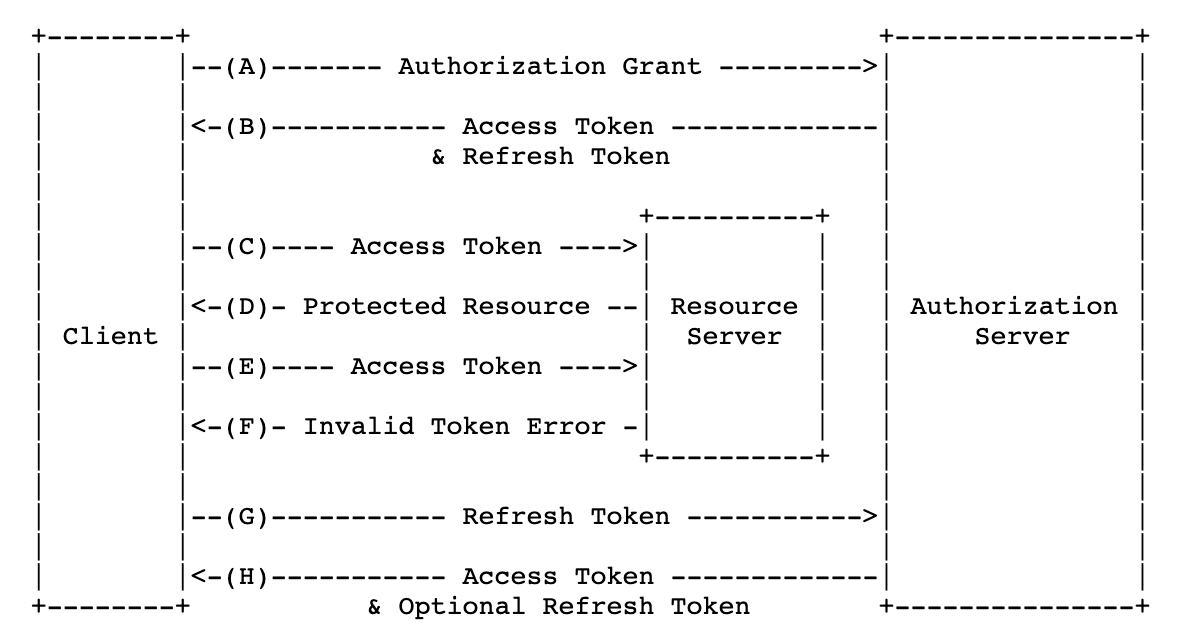 +--------+                                           +---------------+
|        |--(A)------- Authorization Grant --------->|               |
|        |                                           |               |
|        |<-(B)----------- Access Token -------------|               |
|        |               & Refresh Token             |               |
|        |                                           |               |
|        |                            +----------+   |               |
|        |--(C)---- Access Token ---->|          |   |               |
|        |                            |          |   |               |
|        |<-(D)- Protected Resource --| Resource |   | Authorization |
| Client |                            |  Server  |   |     Server    |
|        |--(E)---- Access Token ---->|          |   |               |
|        |                            |          |   |               |
|        |<-(F)- Invalid Token Error -|          |   |               |
|        |                            +----------+   |               |
|        |                                           |               |
|        |--(G)----------- Refresh Token ----------->|               |
|        |                                           |               |
|        |<-(H)----------- Access Token -------------|               |
+--------+           & Optional Refresh Token        +---------------+